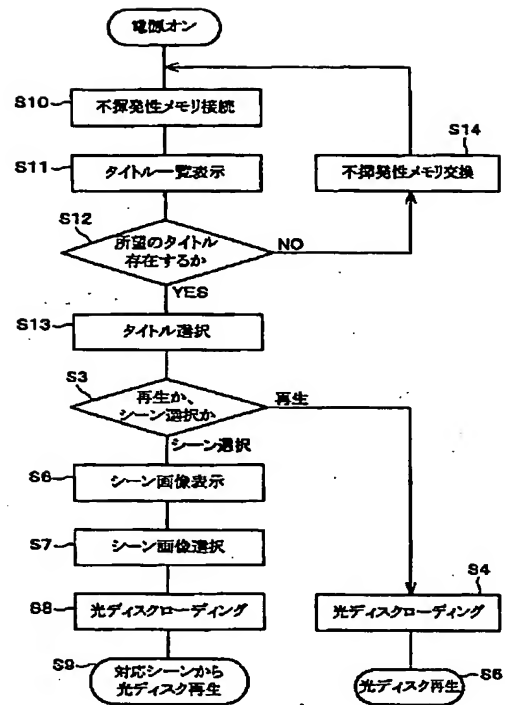 電源オン
S10
不揮発性メモリ接続
S14
S11
タイトル一覧表示
不揮発性メモリ交換
S12
所望のタイトル
存在するか
NO
YES
S13
タイトル選択
S3
再生か、
シーン選択か
再生
シーン選択
S6
シーン画像表示
S7
シーン画像選択
S4
S8
光ディスクローディング
光ディスクローディング
S9
対応シーンから
光ディスク再生
S5
光ディスク再生